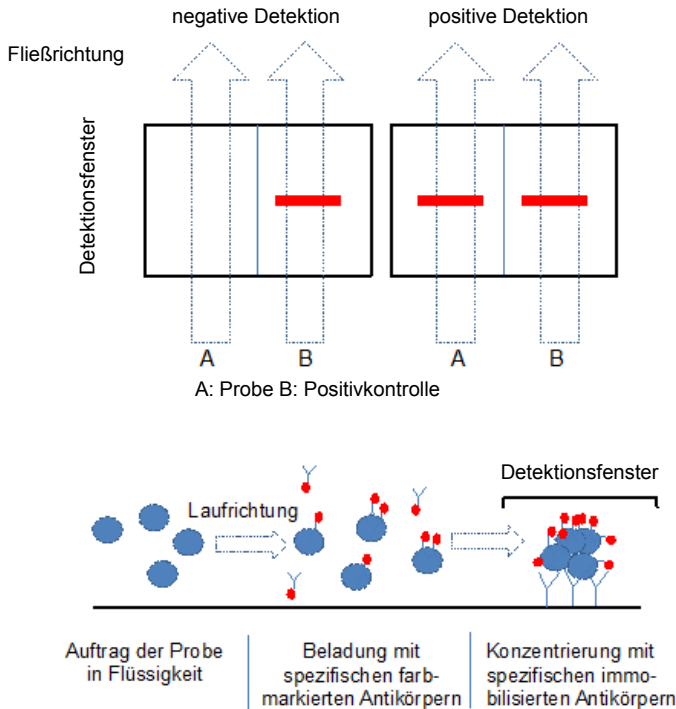 negative Detektion
positive Detektion
Fließrichtung
Detektionsfenster
A
B
A
B
A: Probe B: Positivkontrolle
Detektionsfenster
Laufrichtung
Auftrag der Probe
in Flüssigkeit
Beladung mit
spezifischen farb-
markierten Antikörpern
Konzentrierung mit
spezifischen immo-
bilisierten Antikörpern